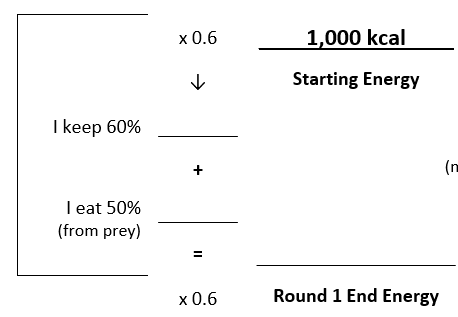 x 0.6 1,000 kcal
↓ Starting Energy
I keep 60%
+ (n
I eat 50%
(from prey)
=
x 0.6 Round 1 End Energy